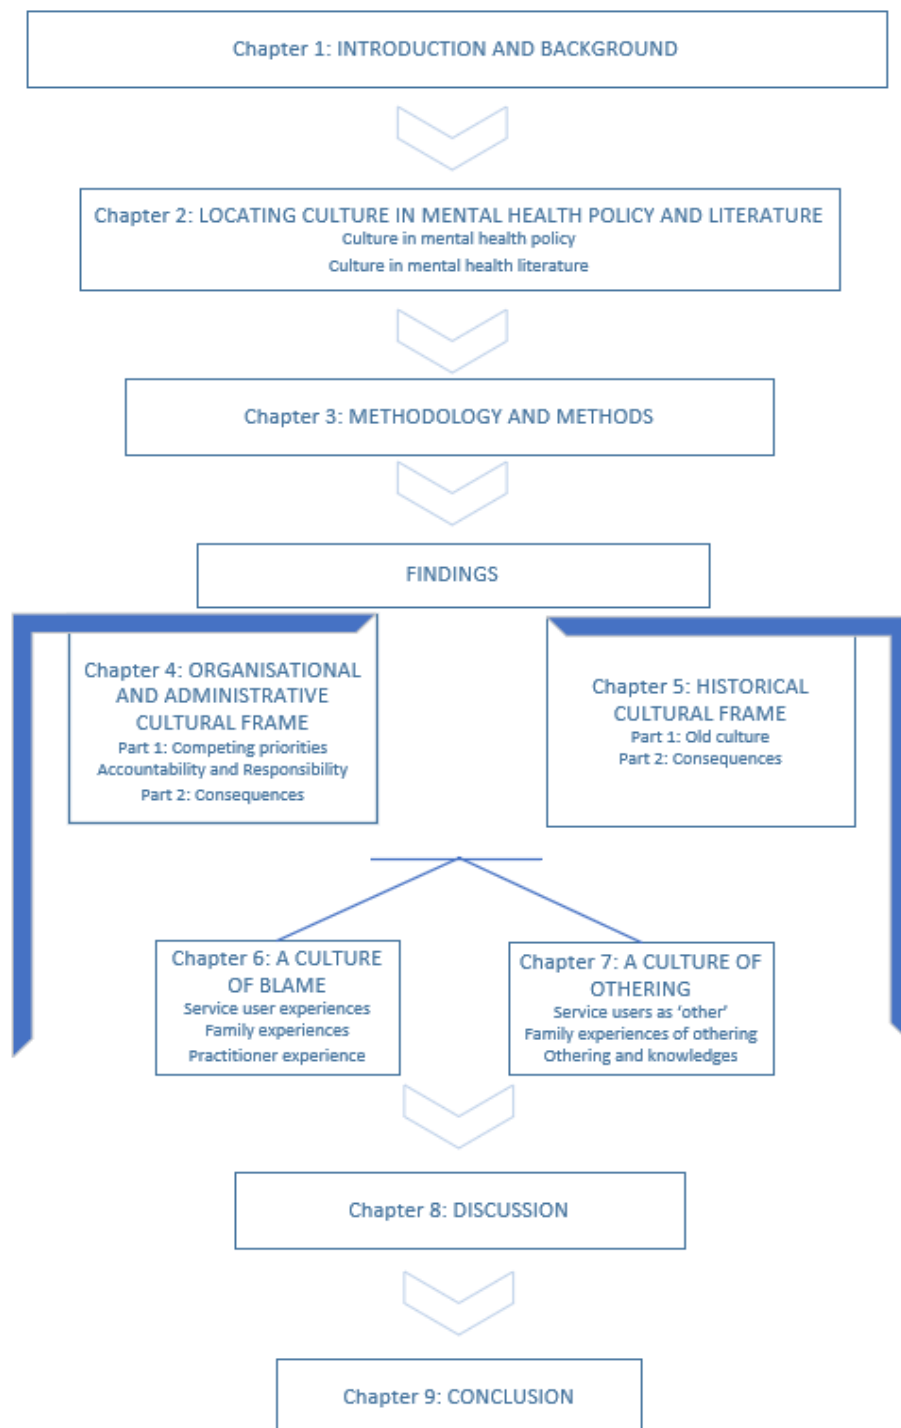 Chapter 1: INTRODUCTION AND BACKGROUND
Chapter 2: LOCATING CULTURE IN MENTAL HEALTH POLICY AND LITERATURE
Culture in mental health policy
Culture in mental health literature
Chapter 3: METHODOLOGY AND METHODS
FINDINGS
Chapter 4: ORGANISATIONAL
AND ADMINISTRATIVE
CULTURAL FRAME
Part 1: Competing priorities
Accountability and Responsibility
Part 2: Consequences
Chapter 5: HISTORICAL
CULTURAL FRAME
Part 1: Old culture
Part 2: Consequences
Chapter 6: A CULTURE
OF BLAME
Service user experiences
Family experiences
Practitioner experience
Chapter 7: A CULTURE OF
OTHERING
Service users as ‘other’
Family experiences of othering
Othering and knowledges
Chapter 8: DISCUSSION
Chapter 9: CONCLUSION